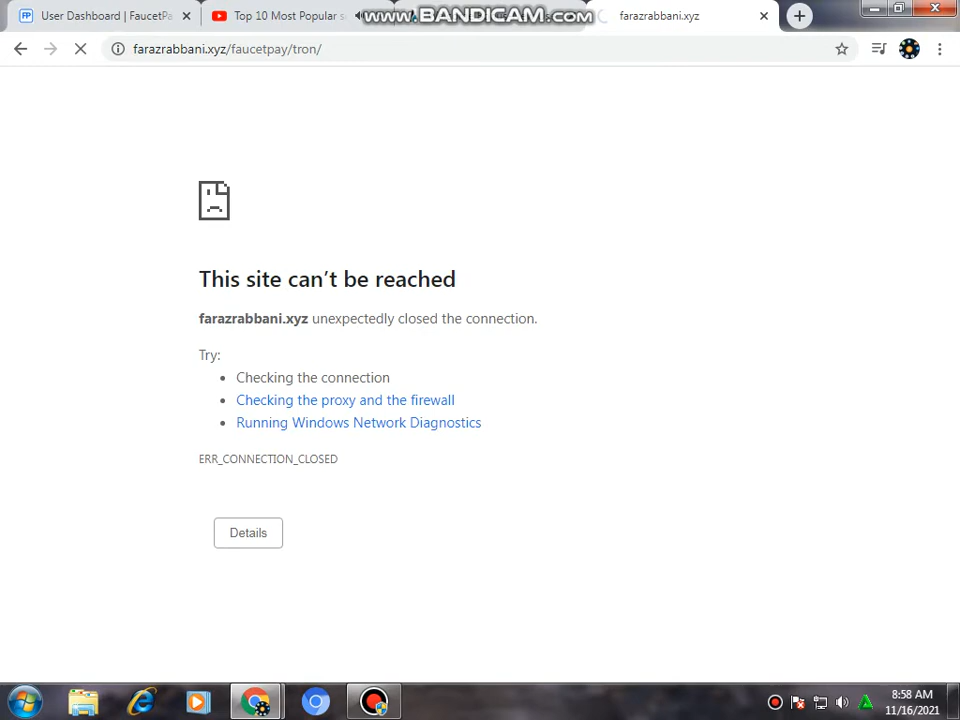 User Dashboard | FaucetPa
Top 10 Most Popular s
www.BANDICAM.com
farazrabbani.xyz
farazrabbani.xyz/faucetpay/tron/
This site can't be reached
farazrabbani.xyz unexpectedly closed the connection.
Try:
Checking the connection
Checking the proxy and the firewall
Running Windows Network Diagnostics
ERR_CONNECTION_CLOSED
Details
8:58 AM
11/16/2021